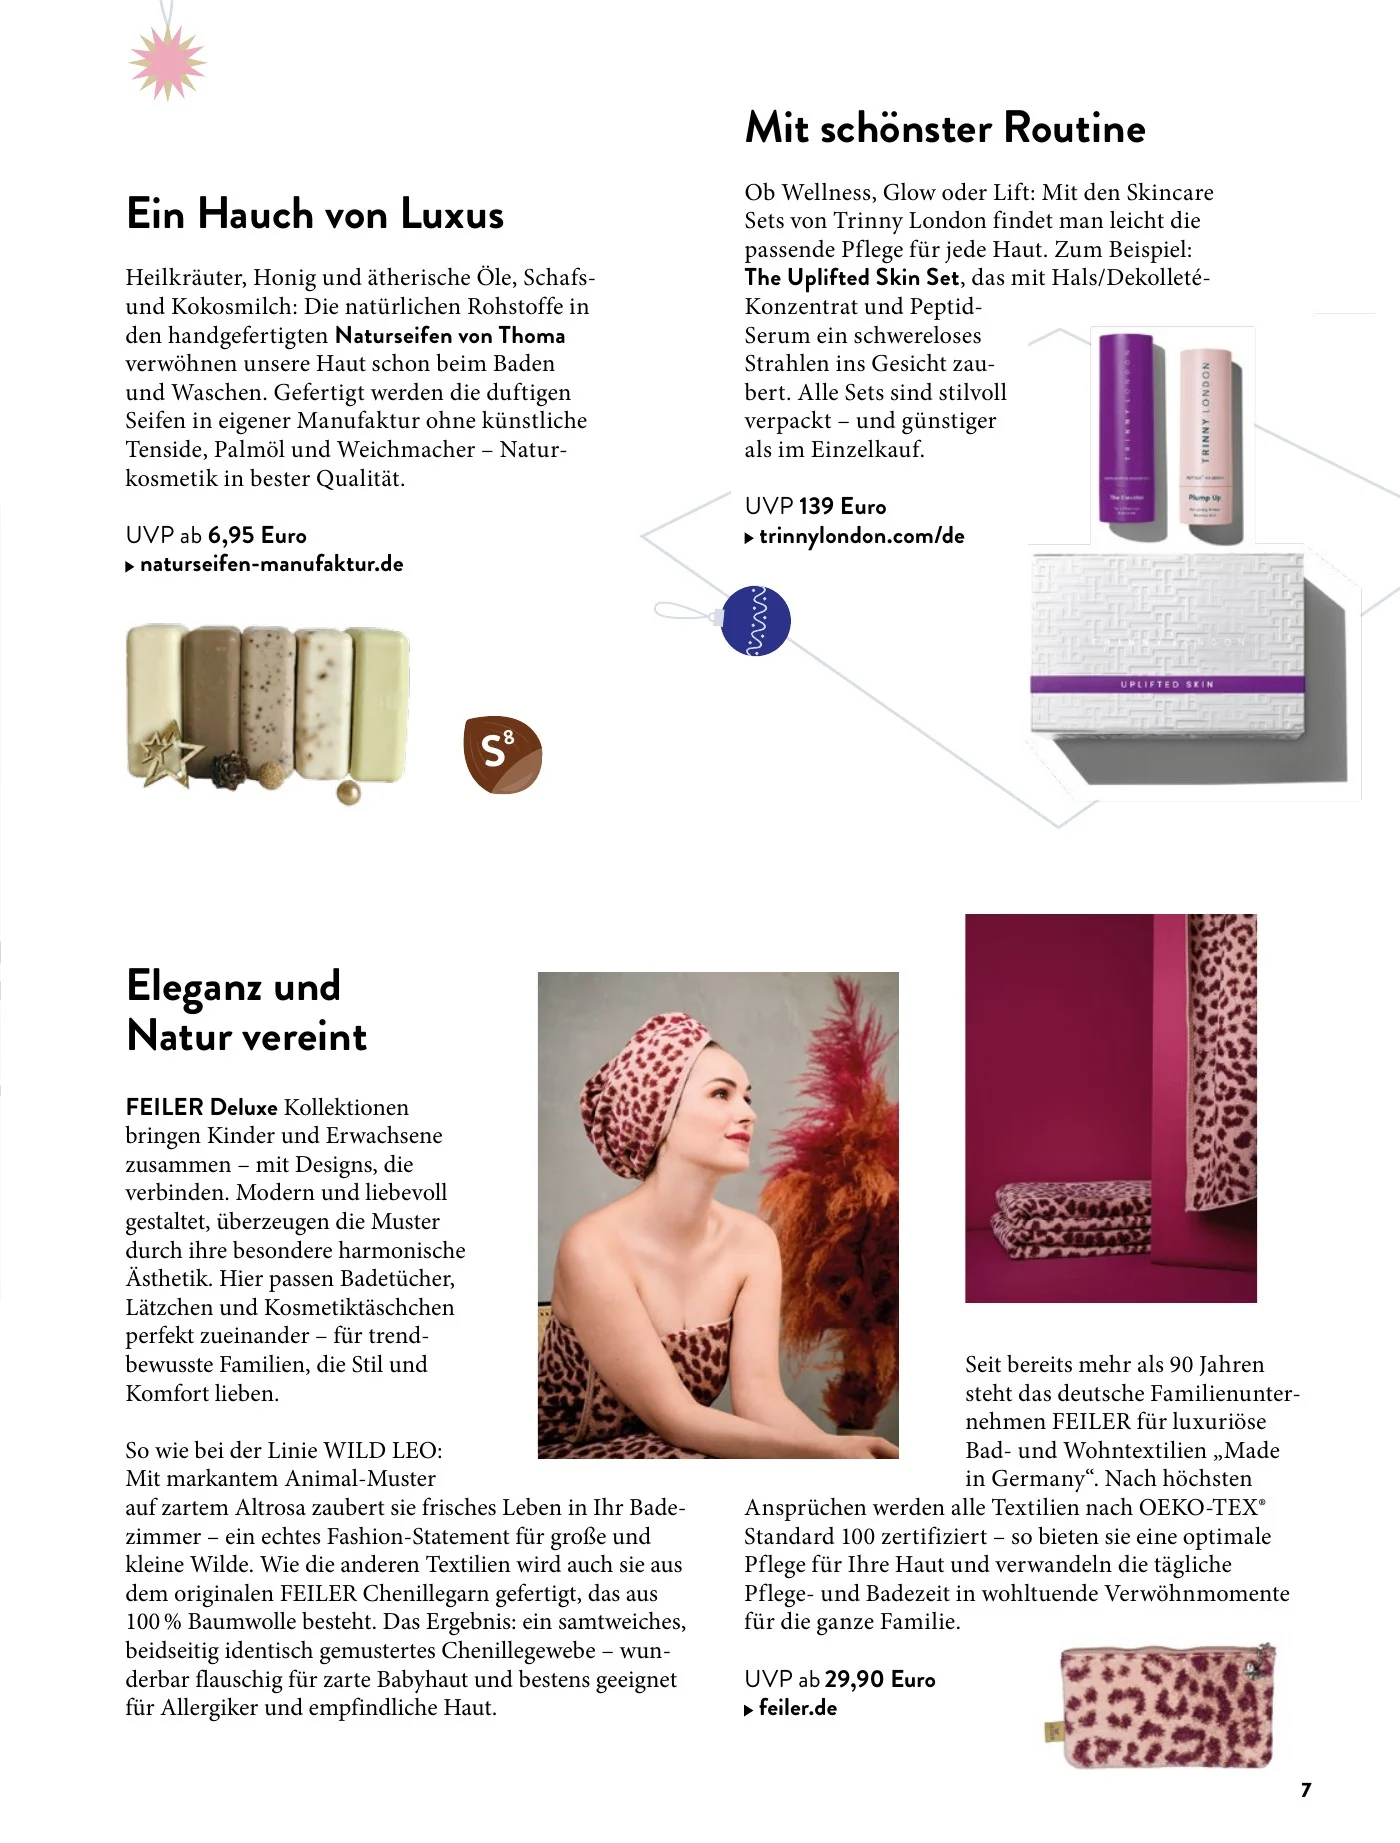 Ein Hauch von Luxus
Heilkräuter, Honig und ätherische Öle, Schafs-
und Kokosmilch: Die natürlichen Rohstoffe in
den handgefertigten Naturseifen von Thoma
verwöhnen unsere Haut schon beim Baden
und Waschen. Gefertigt werden die duftigen
Seifen in eigener Manufaktur ohne künstliche
Tenside, Palmöl und Weichmacher – Natur-
kosmetik in bester Qualität.
UVP ab 6,95 Euro
naturseifen-manufaktur.de
S8
Mit schönster Routine
Ob Wellness, Glow oder Lift: Mit den Skincare
Sets von Trinny London findet man leicht die
passende Pflege für jede Haut. Zum Beispiel:
The Uplifted Skin Set, das mit Hals/Dekolleté-
Konzentrat und Peptid-
Serum ein schwereloses
Strahlen ins Gesicht zau-
bert. Alle Sets sind stilvoll
verpackt – und günstiger
als im Einzelkauf.
UVP 139 Euro
trinnylondon.com/de
TRINNY LONDON
The Elevator
TRINNY LONDON
Plump Up
TRINNY LONDON
UPLIFTED SKIN
Eleganz und
Natur vereint
FEILER Deluxe Kollektionen
bringen Kinder und Erwachsene
zusammen – mit Designs, die
verbinden. Modern und liebevoll
gestaltet, überzeugen die Muster
durch ihre besondere harmonische
Ästhetik. Hier passen Badetücher,
Lätzchen und Kosmetiktäschchen
perfekt zueinander – für trend-
bewusste Familien, die Stil und
Komfort lieben.
So wie bei der Linie WILD LEO:
Mit markantem Animal-Muster
auf zartem Altrosa zaubert sie frisches Leben in Ihr Bade-
zimmer – ein echtes Fashion-Statement für große und
kleine Wilde. Wie die anderen Textilien wird auch sie aus
dem originalen FEILER Chenillegarn gefertigt, das aus
100 % Baumwolle besteht. Das Ergebnis: ein samtweiches,
beidseitig identisch gemustertes Chenillegewebe – wun-
derbar flauschig für zarte Babyhaut und bestens geeignet
für Allergiker und empfindliche Haut.
Seit bereits mehr als 90 Jahren
steht das deutsche Familienunter-
nehmen FEILER für luxuriöse
Bad- und Wohntextilien „Made
in Germany“. Nach höchsten
Ansprüchen werden alle Textilien nach OEKO-TEX®
Standard 100 zertifiziert – so bieten sie eine optimale
Pflege für Ihre Haut und verwandeln die tägliche
Pflege- und Badezeit in wohltuende Verwöhnmomente
für die ganze Familie.
UVP ab 29,90 Euro
feiler.de
7